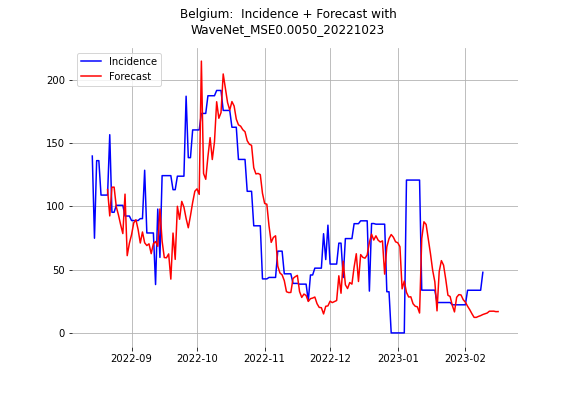 Belgium:  Incidence + Forecast with
WaveNet_MSE0.0050_20221023
Incidence
Forecast
200
150
100
50
0
2022-09 2022-10 2022-11 2022-12 2023-01 2023-02